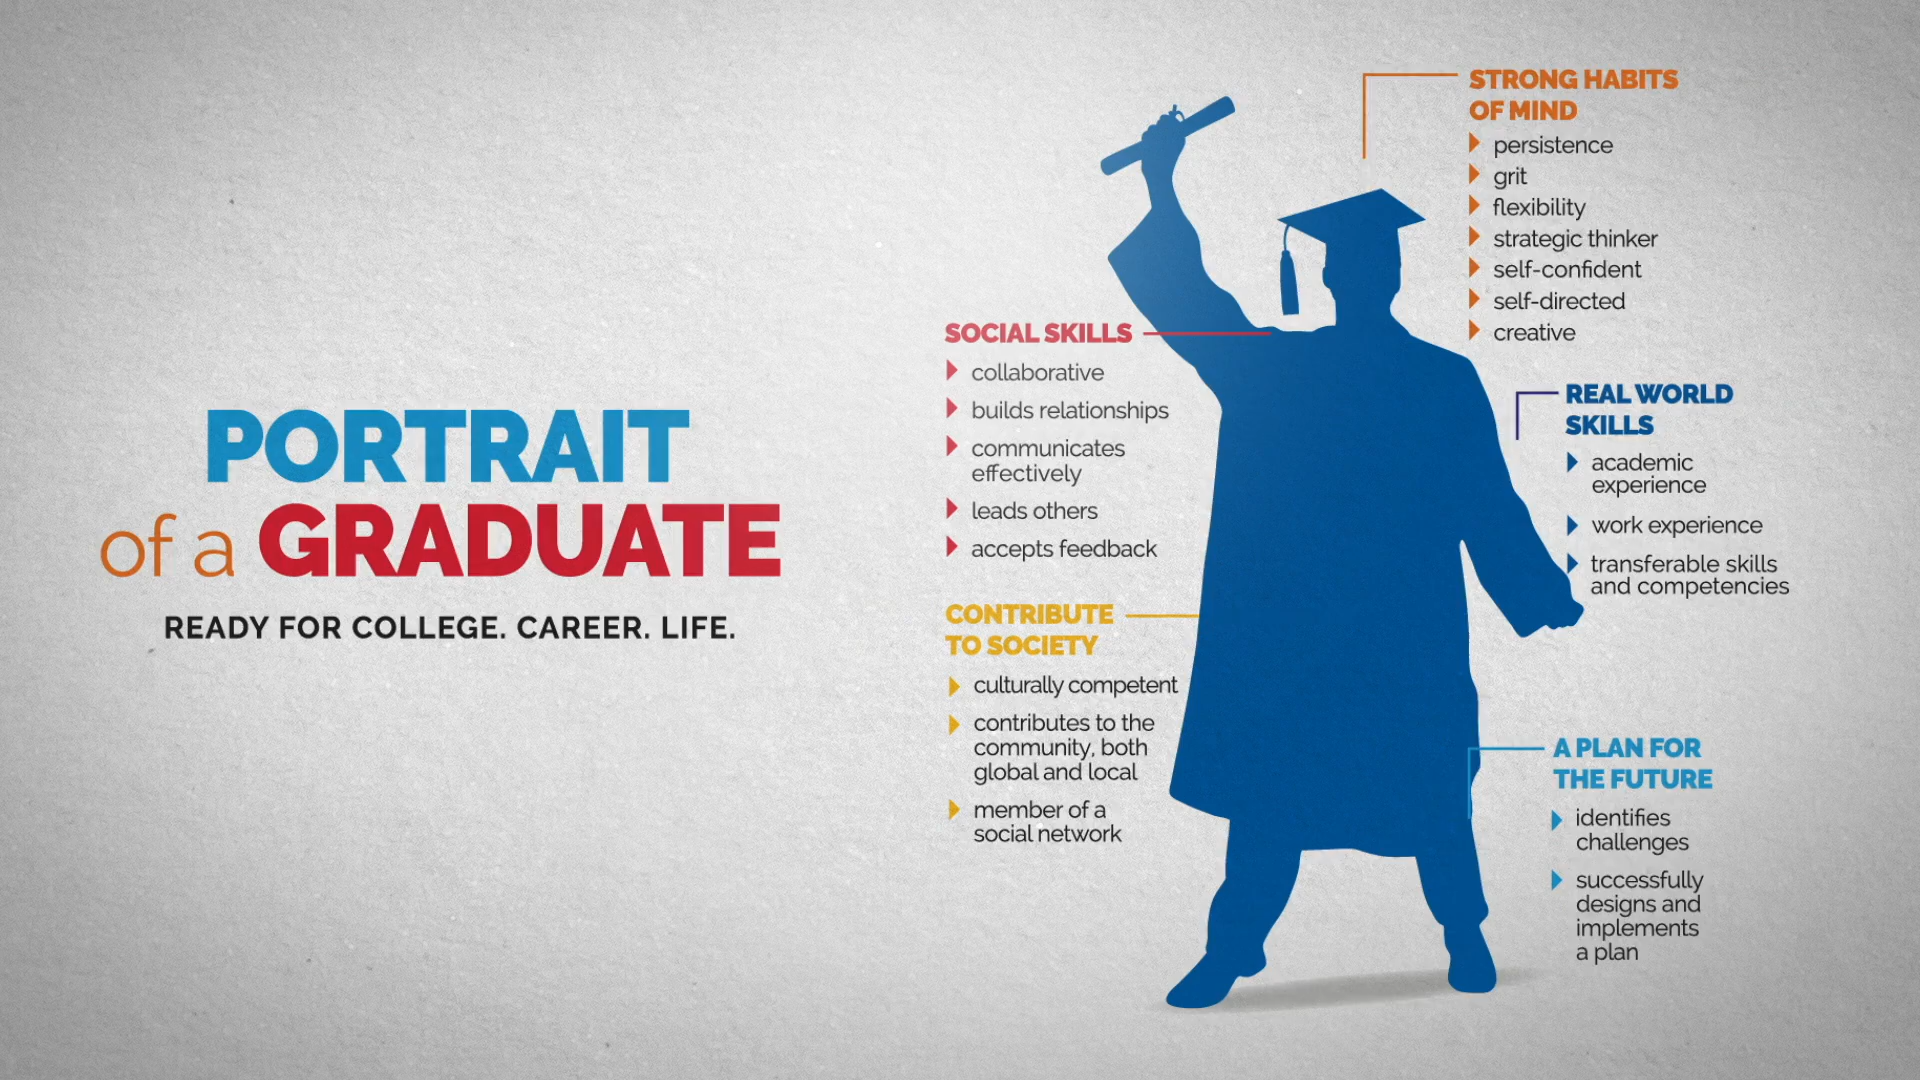 PORTRAIT
of a GRADUATE
READY FOR COLLEGE. CAREER. LIFE.
STRONG HABITS
OF MIND
persistence
grit
flexibility
strategic thinker
self-confident
self-directed
creative
SOCIAL SKILLS
collaborative
builds relationships
communicates
effectively
leads others
accepts feedback
REAL WORLD
SKILLS
academic
experience
work experience
transferable skills
and competencies
CONTRIBUTE
TO SOCIETY
culturally competent
contributes to the
community, both
global and local
member of a
social network
A PLAN FOR
THE FUTURE
identifies
challenges
successfully
designs and
implements
a plan